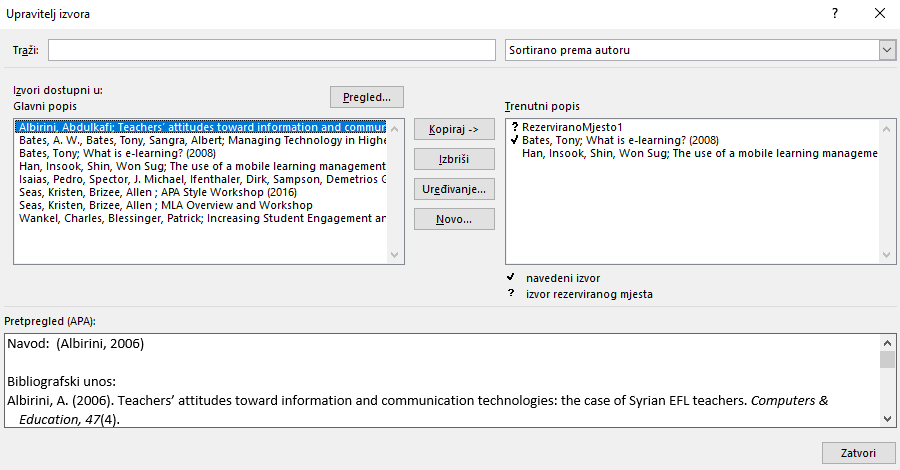 Upravitelj izvora
Traži:
Sortirano prema autoru
Izvori dostupni u:
Glavni popis
Pregled...
Albirini, Abdulkafi; Teachers' attitudes toward information and commun
Bates, A. W., Bates, Tony, Sangra, Albert; Managing Technology in Highe
Bates, Tony; What is e-learning? (2008)
Han, Insook, Shin, Won Sug; The use of a mobile learning management
Isaias, Pedro, Spector, J. Michael, Ifenthaler, Dirk, Sampson, Demetrios G
Seas, Kristen, Brizee, Allen ; APA Style Workshop (2016)
Seas, Kristen, Brizee, Allen ; MLA Overview and Workshop
Wankel, Charles, Blessinger, Patrick; Increasing Student Engagement an
Kopiraj ->
Izbriši
Uređivanje...
Novo...
Trenutni popis
? RezerviranoMjesto1
✓ Bates, Tony; What is e-learning? (2008)
Han, Insook, Shin, Won Sug; The use of a mobile learning manageme
✓ navedeni izvor
? izvor rezerviranog mjesta
Pretpregled (APA):
Navod: (Albirini, 2006)
Bibliografski unos:
Albirini, A. (2006). Teachers' attitudes toward information and communication technologies: the case of Syrian EFL teachers. Computers &
Education, 47(4).
Zatvori